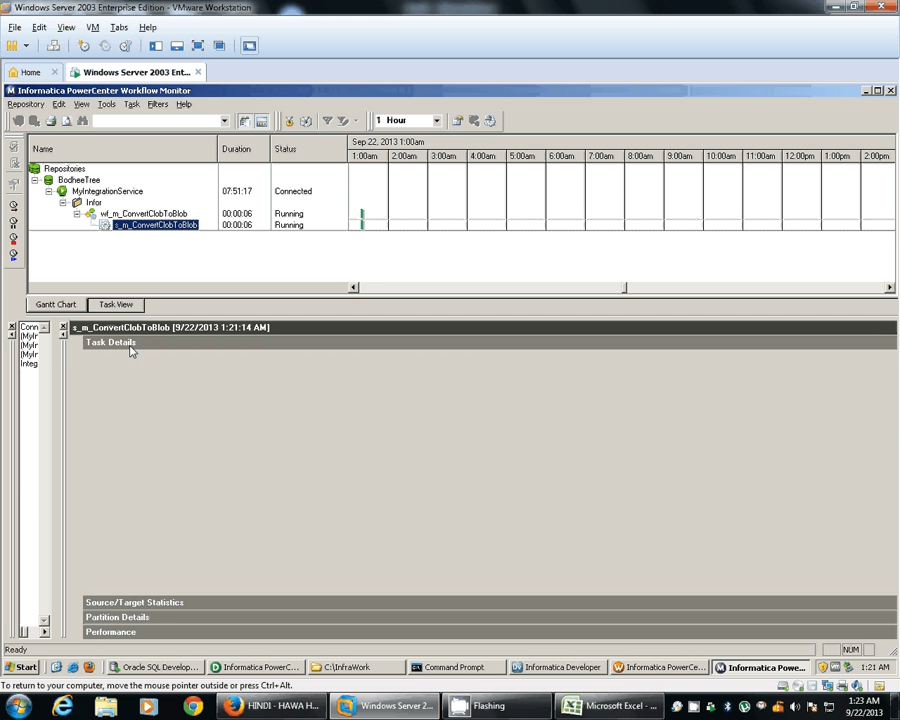 Windows Server 2003 Enterprise Edition - VMware Workstation
File Edit View VM Tabs Help
Home Windows Server 2003 Ent...
Informatica PowerCenter Workflow Monitor
Repository Edit View Tools Task Filters Help
1 Hour
Name Duration Status Sep 22, 2013 1:00am
1:00am 2:00am 3:00am 4:00am 5:00am 6:00am 7:00am 8:00am 9:00am 10:00am 11:00am 12:00pm 1:00pm 2:00pm
Repositories
BodheeTree
MyIntegrationService 07:51:17 Connected
Infor
wf_m_ConvertClobToBlob 00:00:06 Running
s_m_ConvertClobToBlob 00:00:06 Running
Gantt Chart Task View
Conn
(MyIr
(MyIr
(MyIr
Integ
s_m_ConvertClobToBlob [9/22/2013 1:21:14 AM]
Task Details
Source/Target Statistics
Partition Details
Performance
Ready NUM
Start Oracle SQL Develop... Informatica PowerC... C:\InfraWork Command Prompt Informatica Developer Informatica PowerCe... Informatica Powe... 1:21 AM
To return to your computer, move the mouse pointer outside or press Ctrl+Alt.
HINDI - HAWA H... Windows Server 2... Flashing Microsoft Excel - ... 1:23 AM
9/22/2013